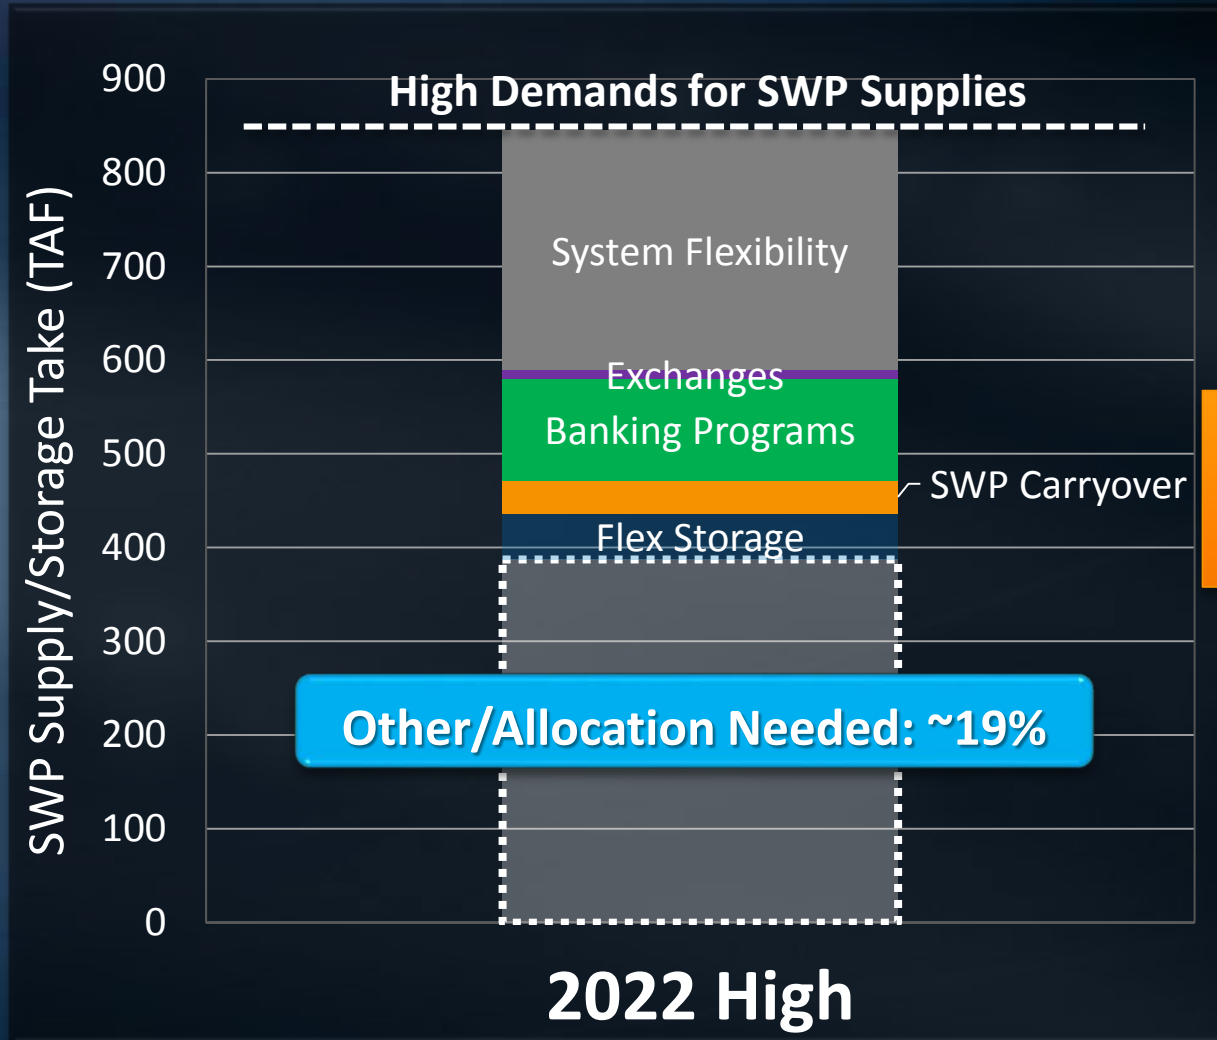 High Demands for SWP Supplies
SWP Supply/Storage Take (TAF)
900
800
700
600
500
400
300
200
100
0
System Flexibility
Exchanges
Banking Programs
SWP Carryover
Flex Storage
Other/Allocation Needed: ~19%
2022 High